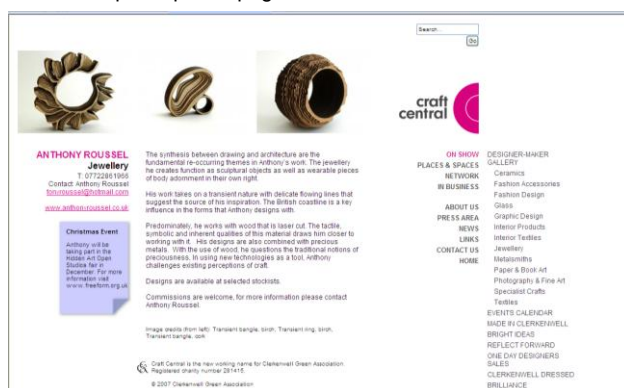 Search...
Go
craft
central
ANTHONY ROUSSEL
Jewellery
T: 07722861966
Contact: Anthony Roussel
tonyroussel@hotmail.com
www.anthonyroussel.co.uk
Christmas Event
Anthony will be
taking part in the
Hidden Art Open
Studios fair in
December. For more
information visit
www.freeform.org.uk
The synthesis between drawing and architecture are the
fundamental re-occurring themes in Anthony's work. The jewellery
he creates function as sculptural objects as well as wearable pieces
of body adornment in their own right.
His work takes on a transient nature with delicate flowing lines that
suggest the source of his inspiration. The British coastline is a key
influence in the forms that Anthony designs with.
Predominately, he works with wood that is laser cut. The tactile,
symbolic and inherent qualities of this material draws him closer to
working with it. His designs are also combined with precious
metals. With the use of wood, he questions the traditional notions of
preciousness. In using new technologies as a tool, Anthony
challenges existing perceptions of craft.
Designs are available at selected stockists.
Commissions are welcome, for more information please contact
Anthony Roussel.
Image credits (from left): Transient bangle, birch, Transient ring, birch,
Transient bangle, oak
Craft Central is the new working name for Clerkenwell Green Association.
Registered charity number 281415.
© 2007 Clerkenwell Green Association
ON SHOW
PLACES & SPACES
NETWORK
IN BUSINESS
ABOUT US
PRESS AREA
NEWS
LINKS
CONTACT US
HOME
DESIGNER-MAKER
GALLERY
Ceramics
Fashion Accessories
Fashion Design
Glass
Graphic Design
Interior Products
Interior Textiles
Jewellery
Metalsmiths
Paper & Book Art
Photography & Fine Art
Specialist Crafts
Textiles
EVENTS CALENDAR
MADE IN CLERKENWELL
BRIGHT IDEAS
REFLECT FORWARD
ONE DAY DESIGNERS
SALES
CLERKENWELL DRESSED
BRILLIANCE